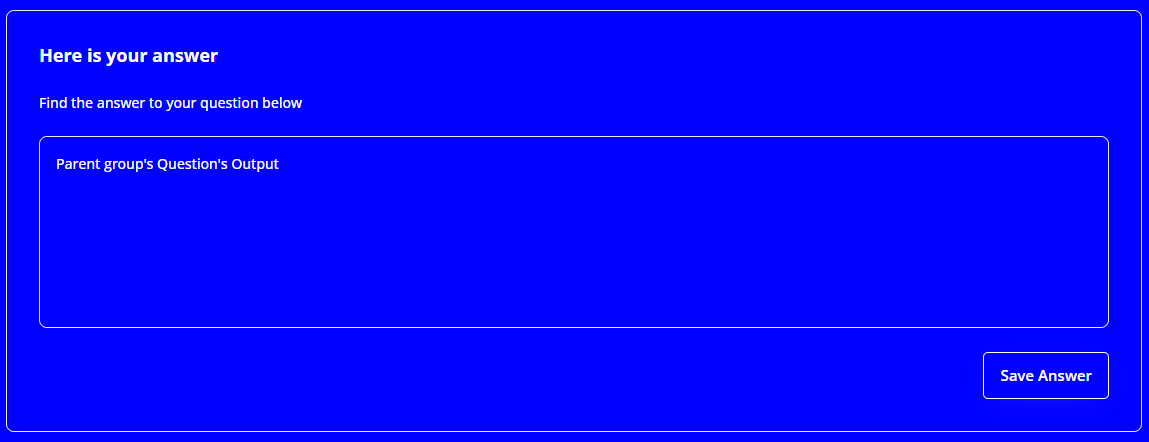 Here is your answer
Find the answer to your question below
Parent group's Question's Output
Save Answer